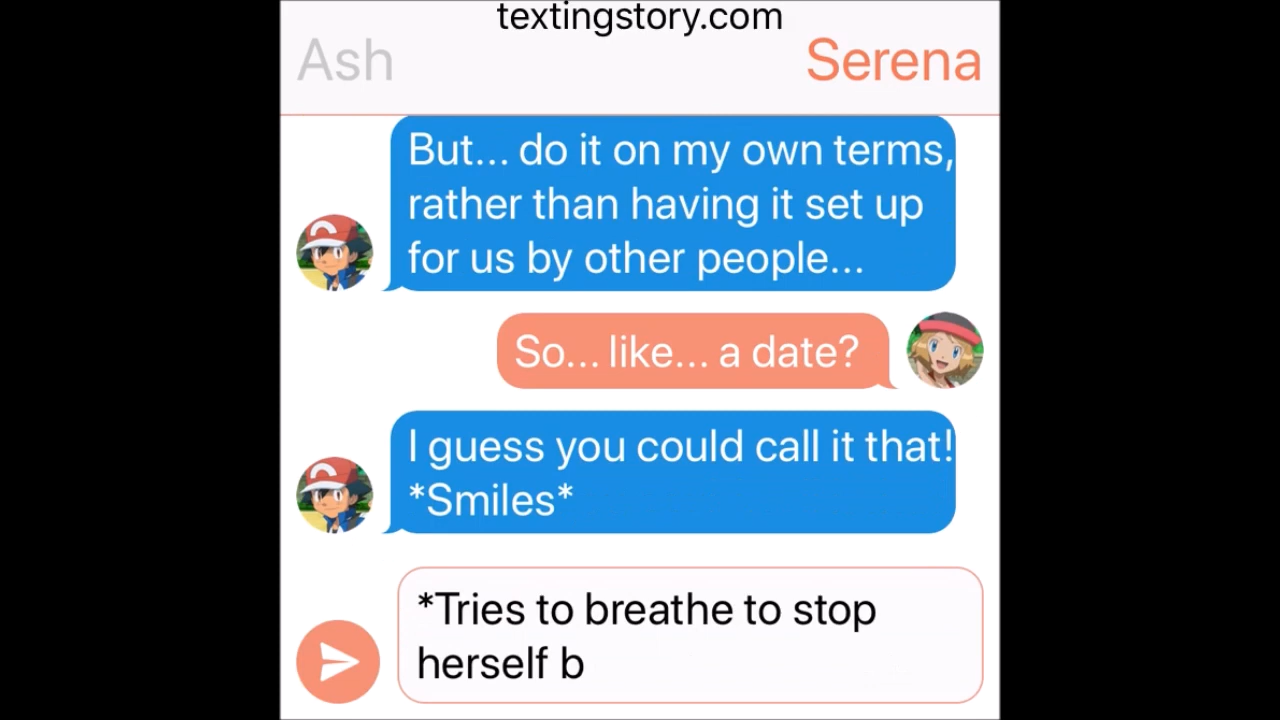 textingstory.com
Ash
Serena
But... do it on my own terms,
rather than having it set up
for us by other people...
So... like... a date?
I guess you could call it that!
*Smiles*
*Tries to breathe to stop
herself b